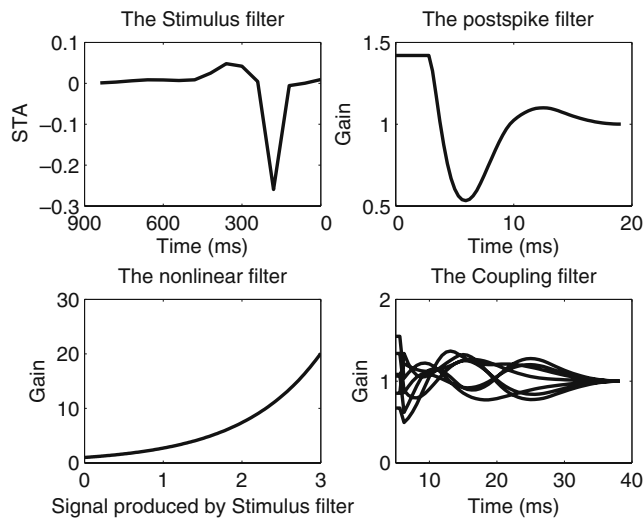 The Stimulus filter
0.1
0
−0.1
−0.2
−0.3
STA
900
600
300
0
Time (ms)
The postspike filter
1.5
1
0.5
Gain
0
10
20
Time (ms)
The nonlinear filter
30
20
10
0
Gain
0
1
2
3
Signal produced by Stimulus filter
The Coupling filter
2
1
0
Gain
10
20
30
40
Time (ms)